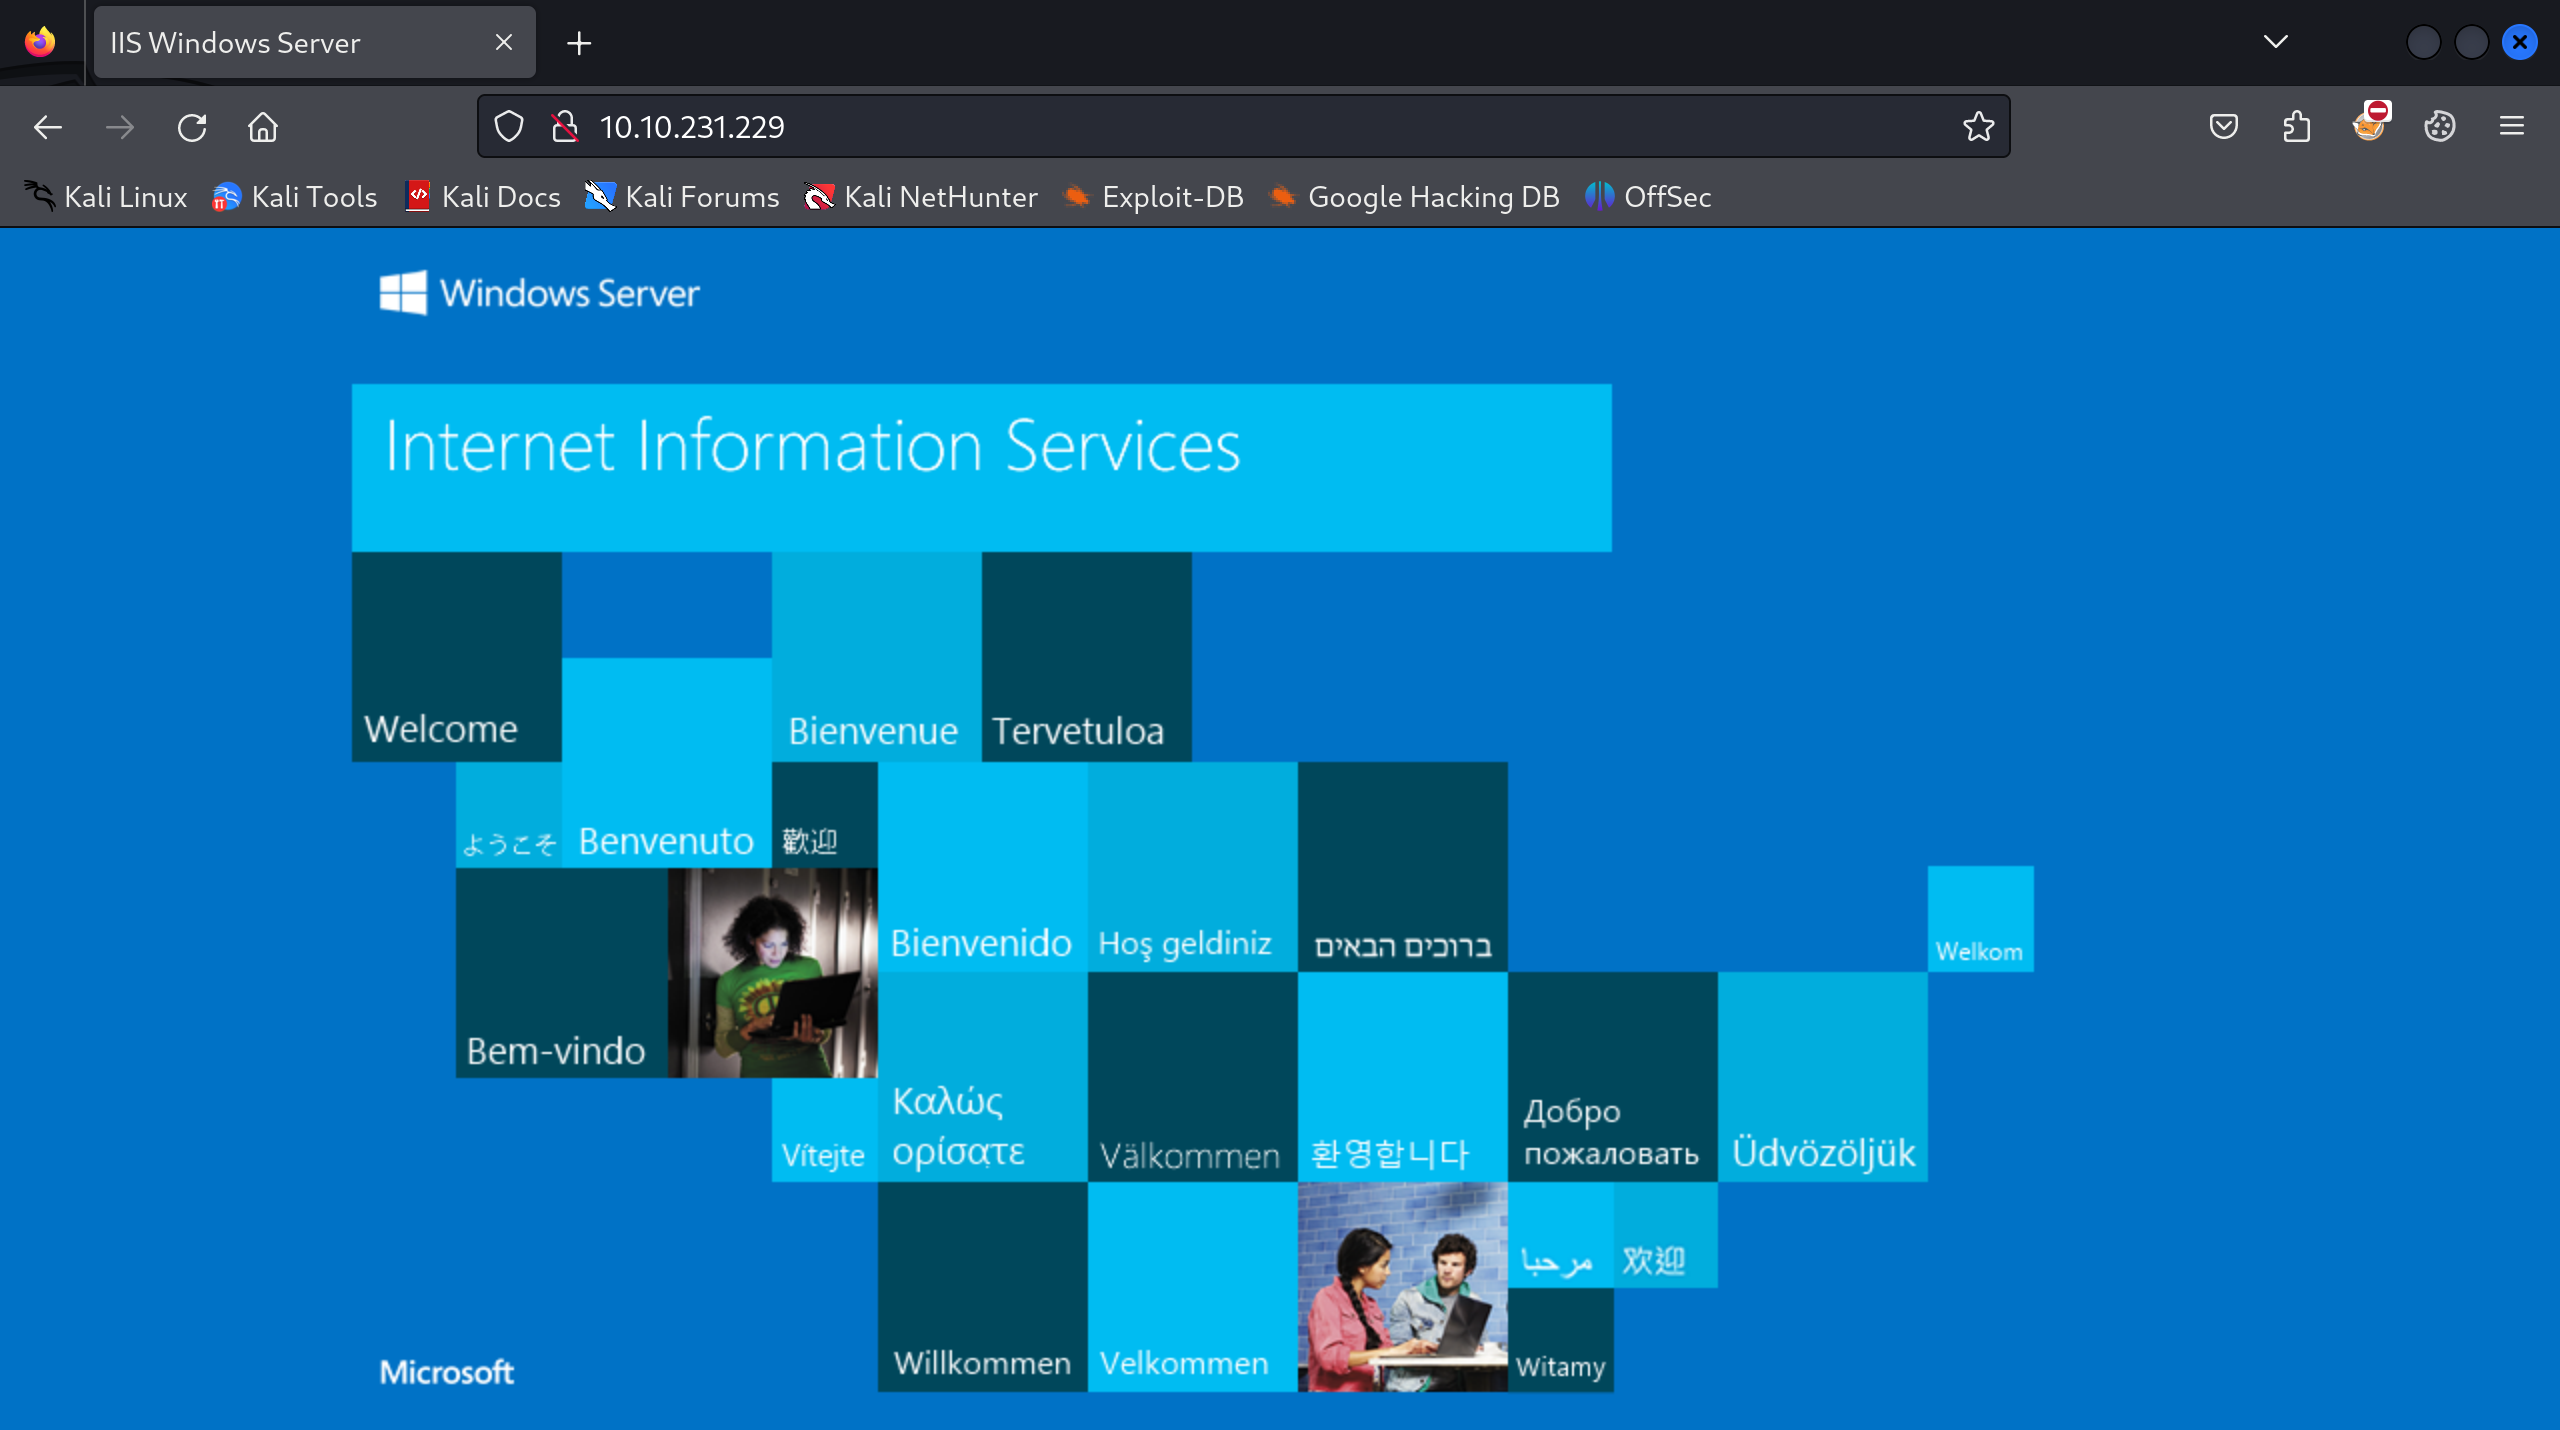 IIS Windows Server
10.10.231.229
Kali Linux Kali Tools Kali Docs Kali Forums Kali NetHunter Exploit-DB Google Hacking DB OffSec
Windows Server
Internet Information Services
Welcome
Bienvenue
Tervetuloa
ようこそ
Benvenuto
歡迎
Bienvenido
Hoş geldiniz
ברוכים הבאים
Welkom
Bem-vindo
Καλώς
ορίσατε
Vítejte
Välkommen
환영합니다
Добро
пожаловать
Üdvözöljük
Willkommen
Velkommen
مرحبا
欢迎
Witamy
Microsoft